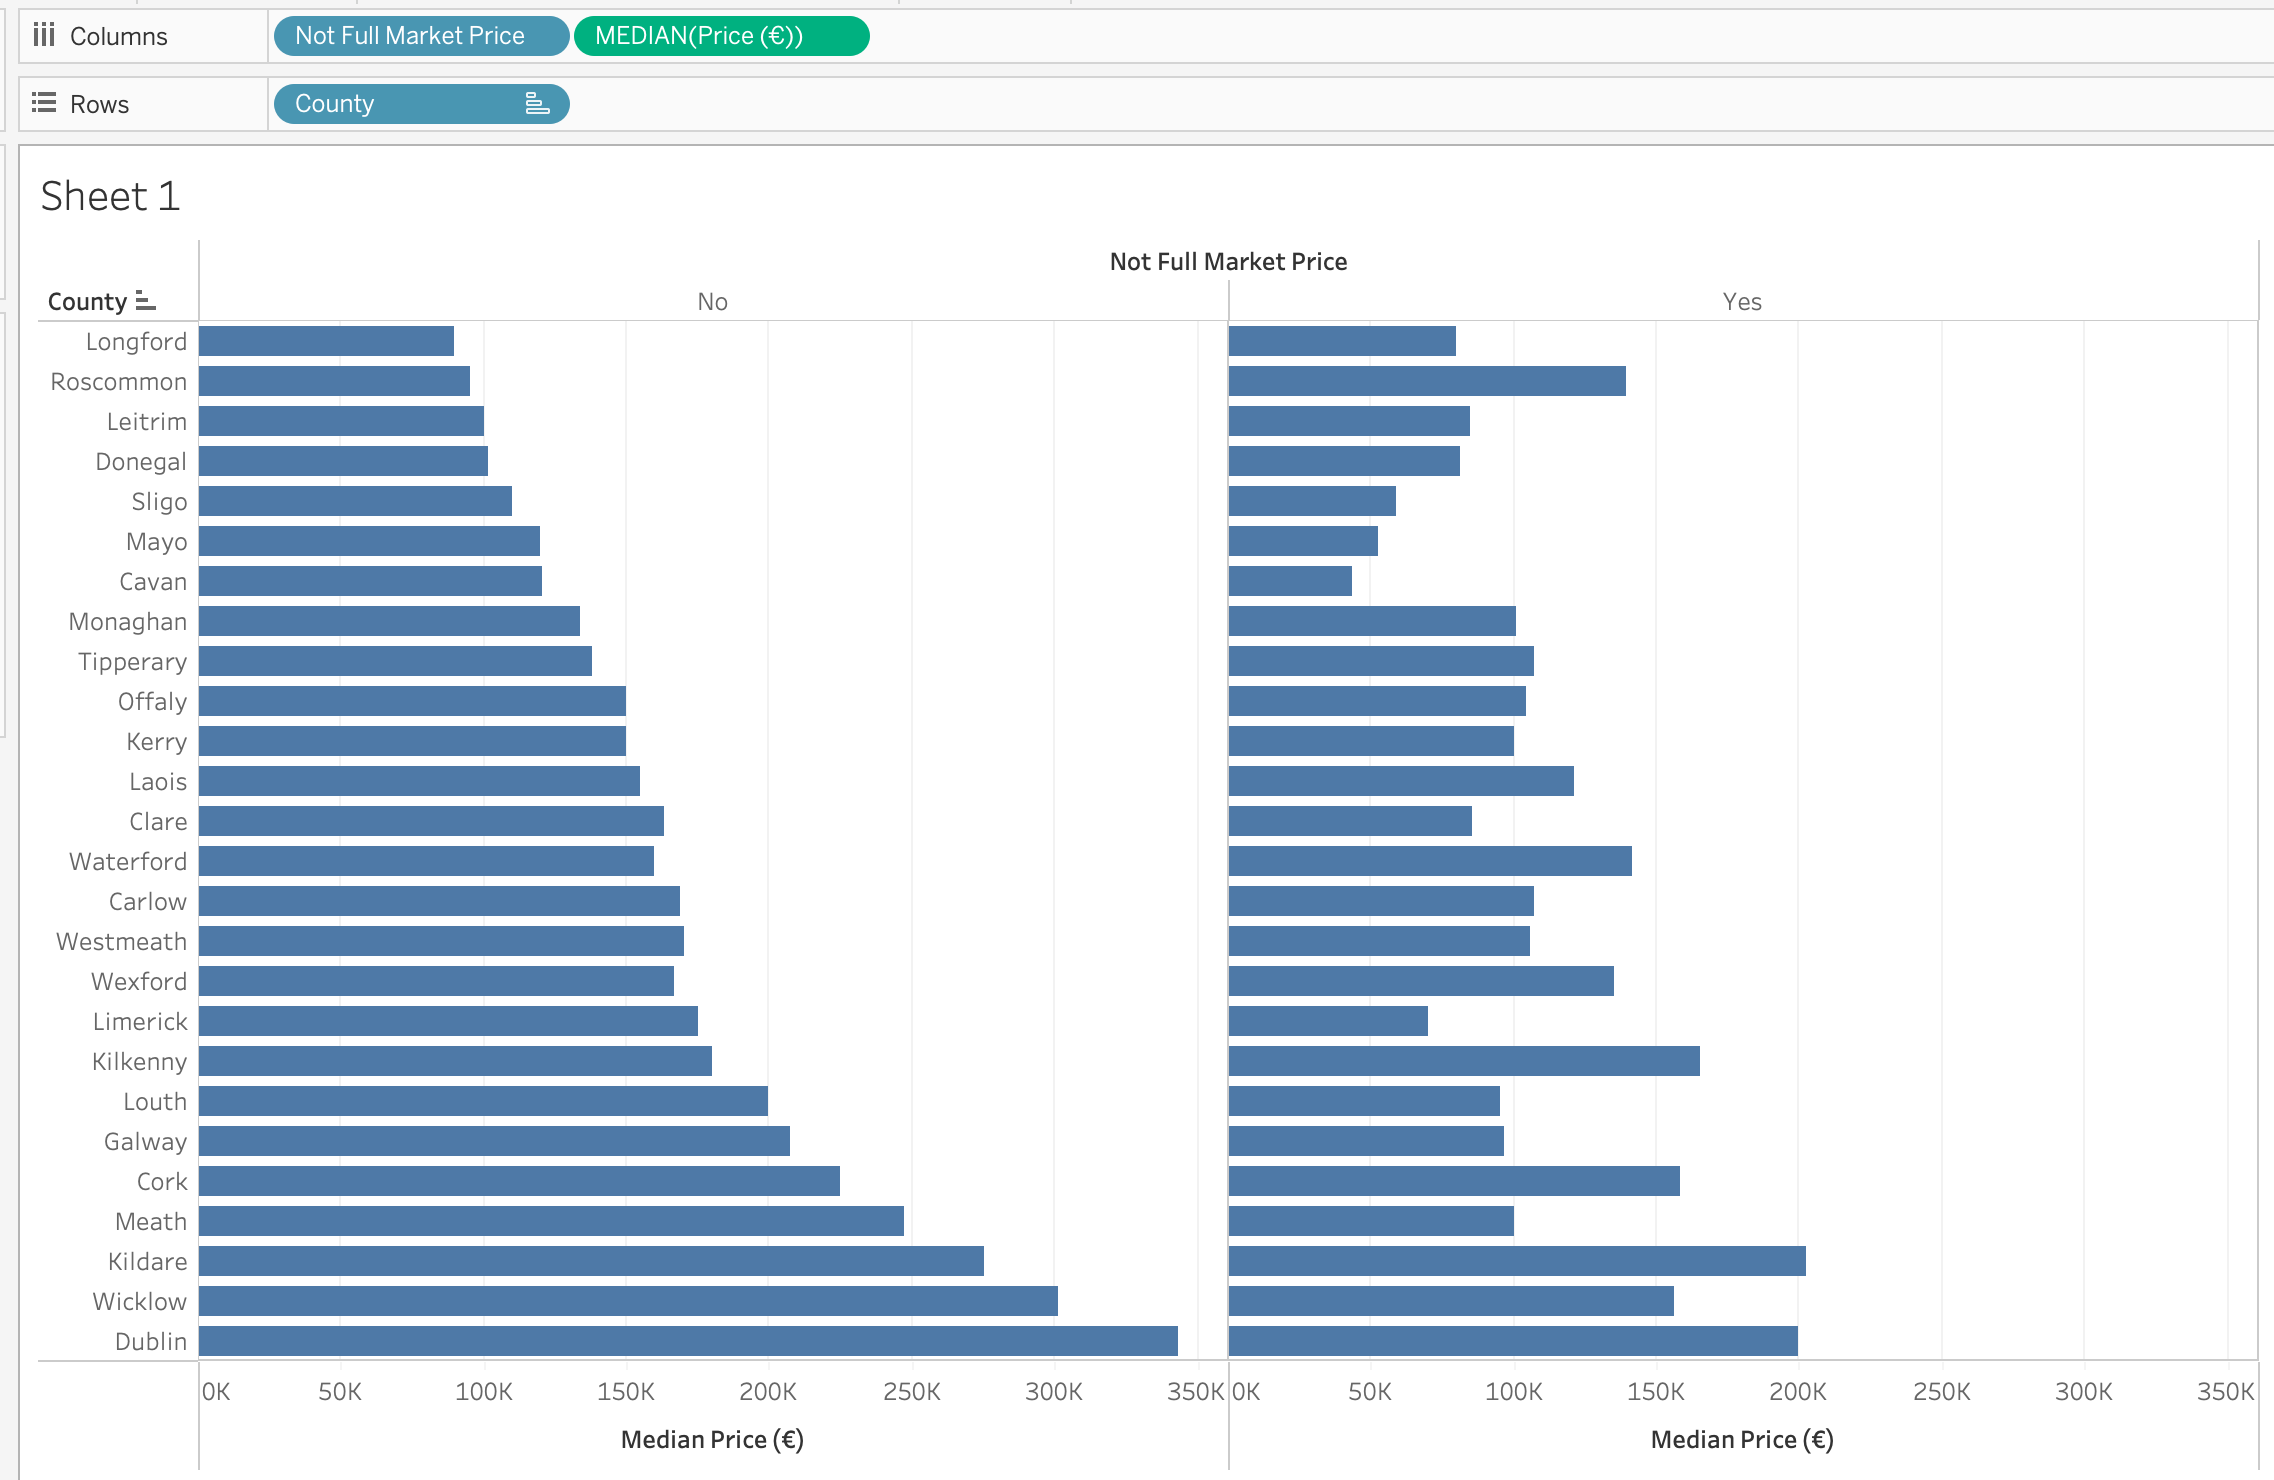 Columns Not Full Market Price MEDIAN(Price (€))
Rows County
Sheet 1
Not Full Market Price
County No Yes
Longford
Roscommon
Leitrim
Donegal
Sligo
Mayo
Cavan
Monaghan
Tipperary
Offaly
Kerry
Laois
Clare
Waterford
Carlow
Westmeath
Wexford
Limerick
Kilkenny
Louth
Galway
Cork
Meath
Kildare
Wicklow
Dublin
0K 50K 100K 150K 200K 250K 300K 350K 0K 50K 100K 150K 200K 250K 300K 350K
Median Price (€) Median Price (€)